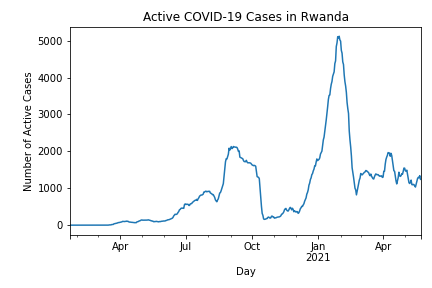 Active COVID-19 Cases in Rwanda
Number of Active Cases
5000
4000
3000
2000
1000
0
Apr Jul Oct Jan Apr
2021
Day